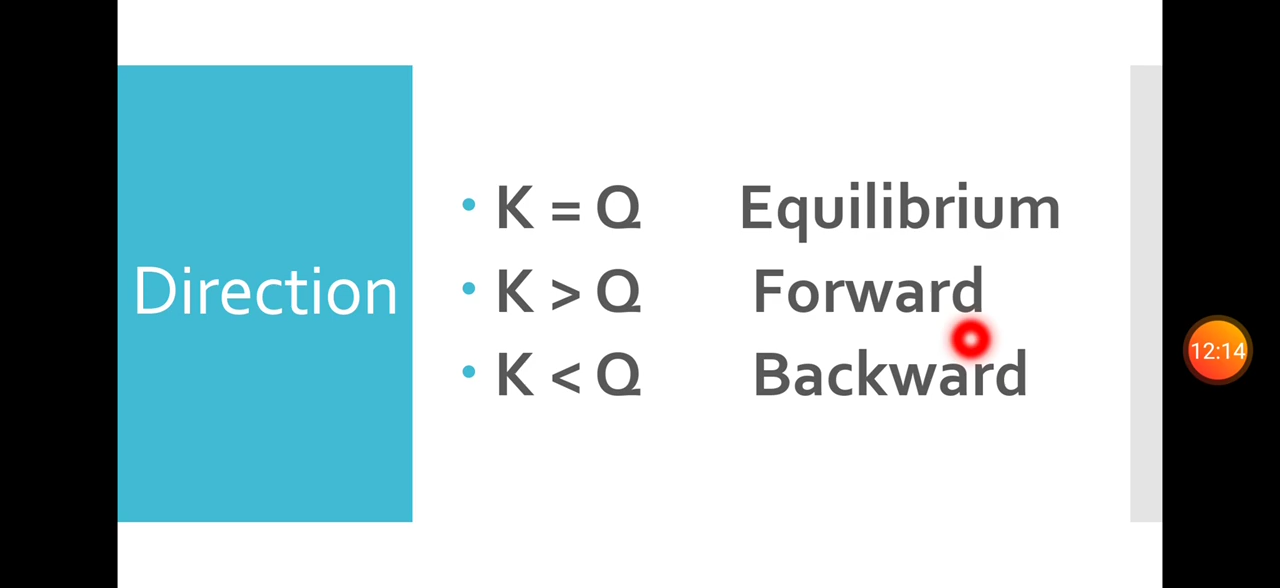 Direction
• K = Q Equilibrium
• K > Q Forward
• K < Q Backward
12:14